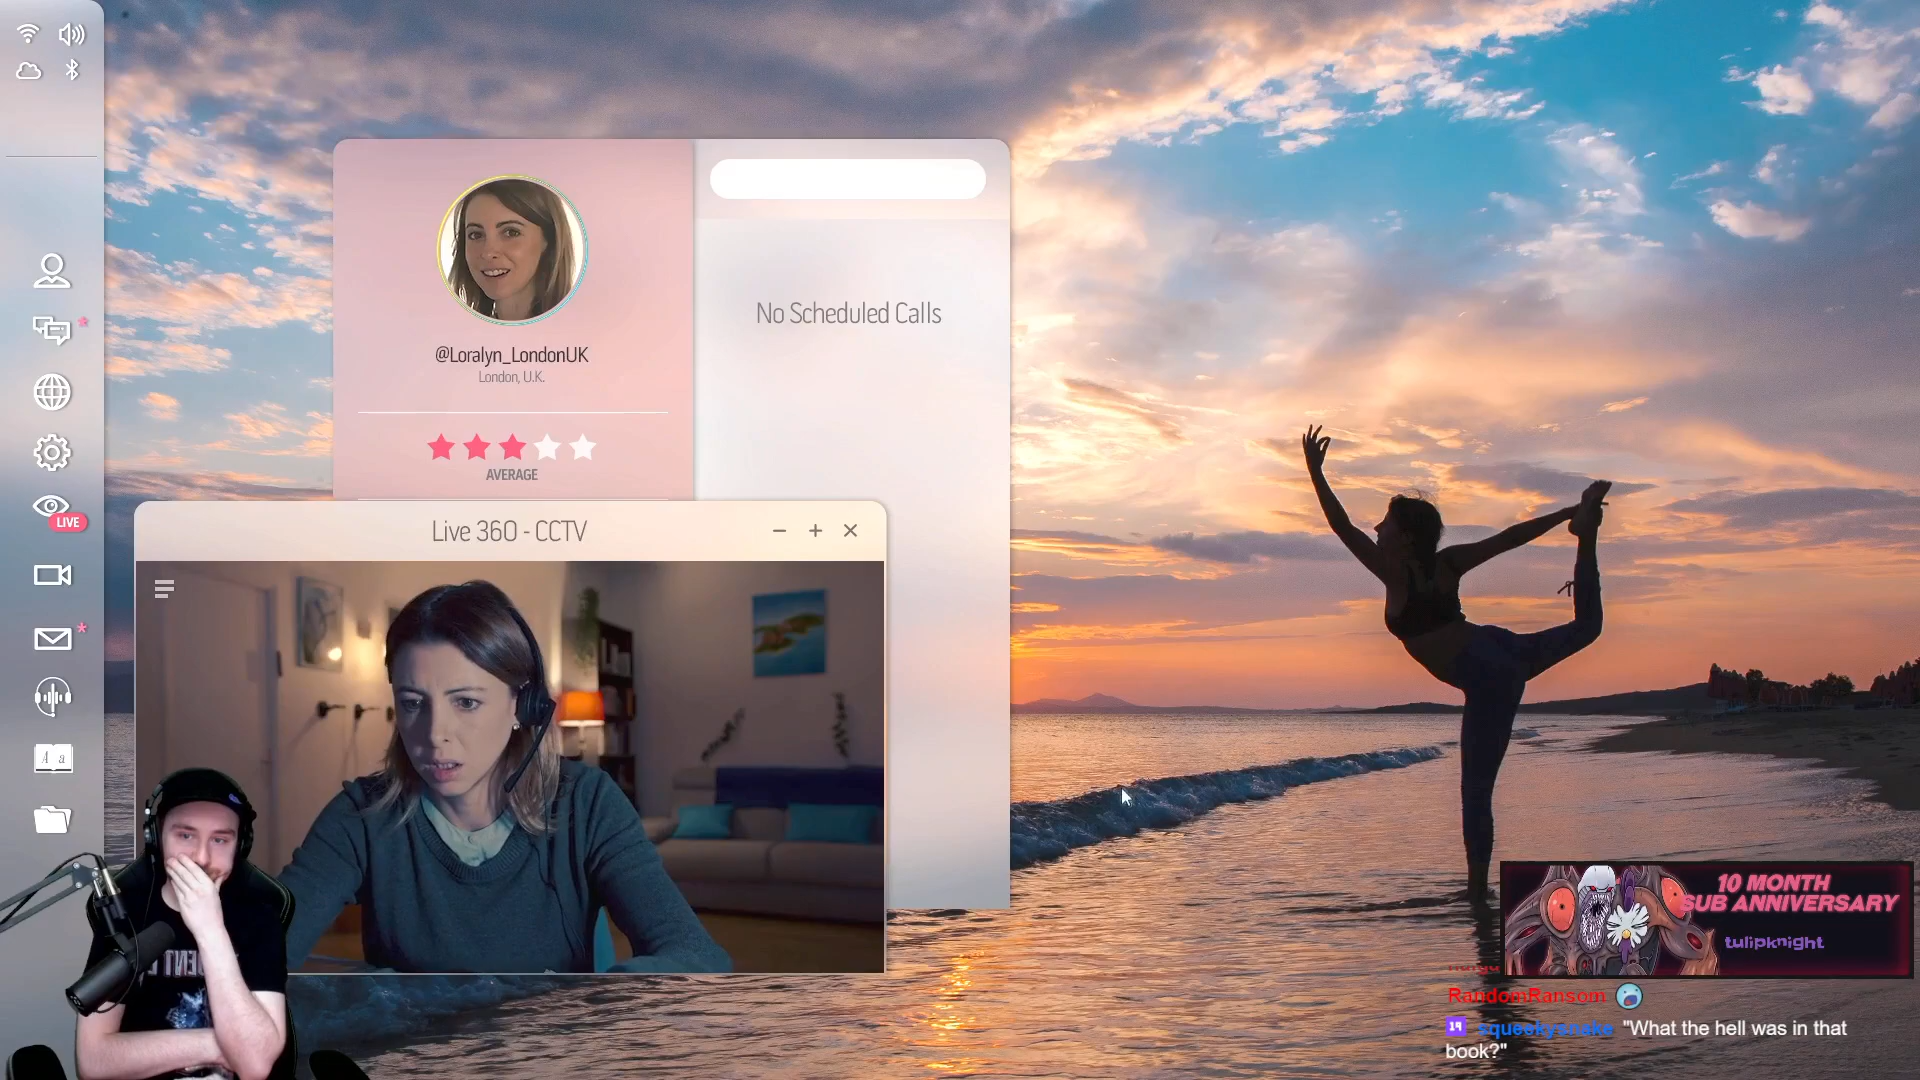 @Loralyn_LondonUK
London, U.K.
AVERAGE
No Scheduled Calls
LIVE
Live 360 - CCTV
A a
10 MONTH
SUB ANNIVERSARY
tulipknight
RandomRansom
19 squeekysnake "What the hell was in that
book?"